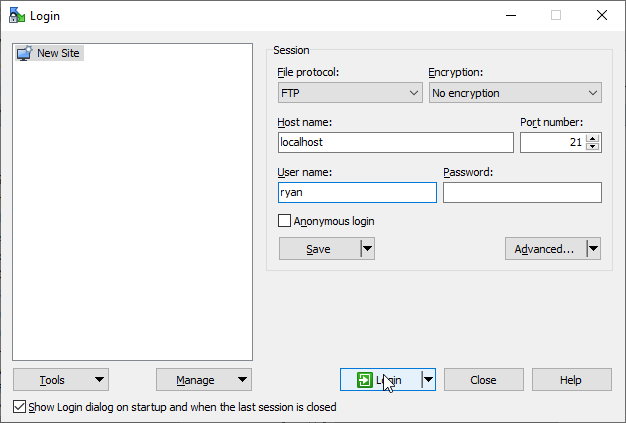 Login
New Site
Session
File protocol:
Encryption:
FTP
No encryption
Host name:
Port number:
localhost
21
User name:
Password:
ryan
Anonymous login
Save
Advanced...
Tools
Manage
Login
Close
Help
Show Login dialog on startup and when the last session is closed